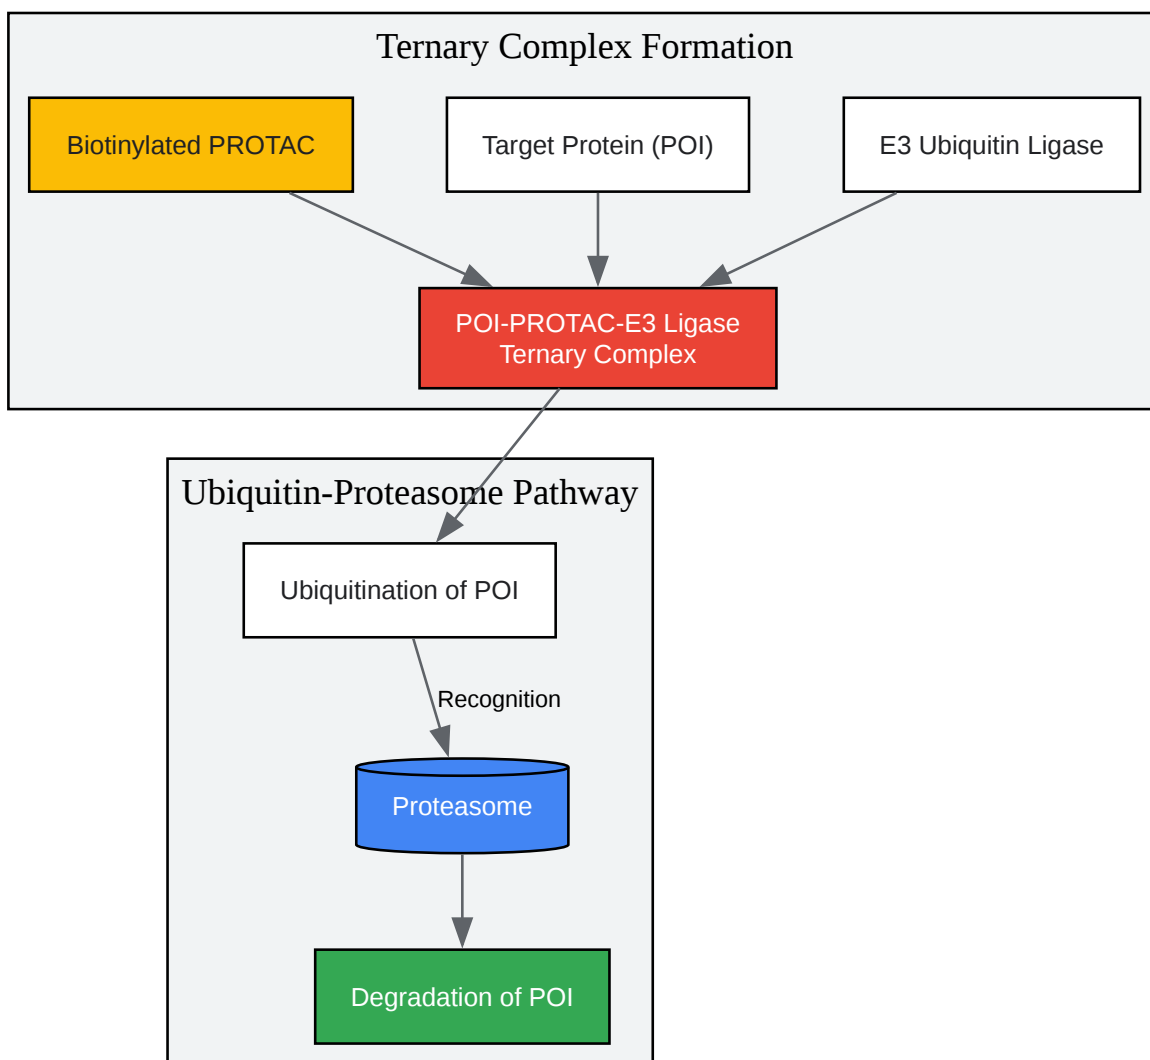 Ternary Complex Formation
Biotinylated PROTAC
Target Protein (POI)
E3 Ubiquitin Ligase
POI-PROTAC-E3 Ligase
Ternary Complex
Ubiquitin-Proteasome Pathway
Ubiquitination of POI
Recognition
Proteasome
Degradation of POI